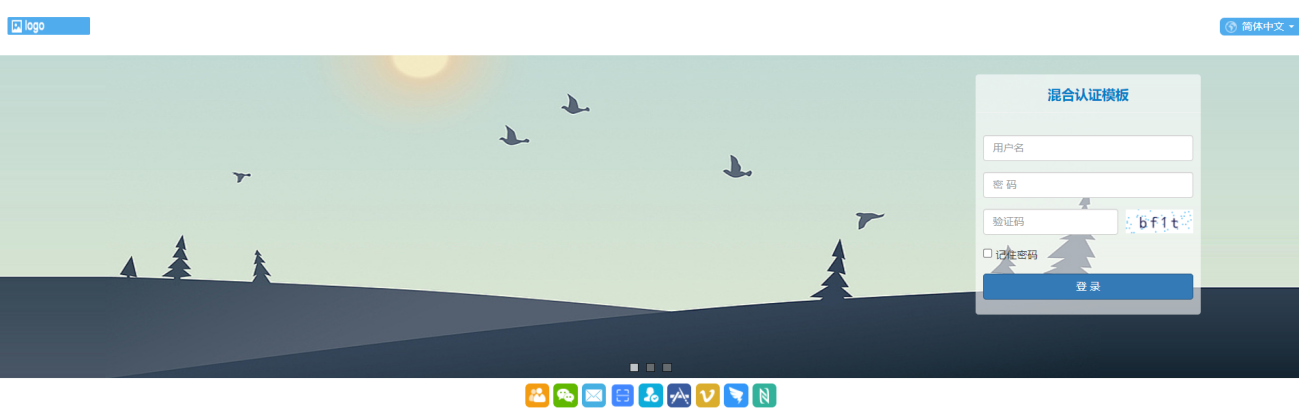 logo
简体中文
混合认证模板
用户名
密 码
验证码
bf1t
记住密码
登 录